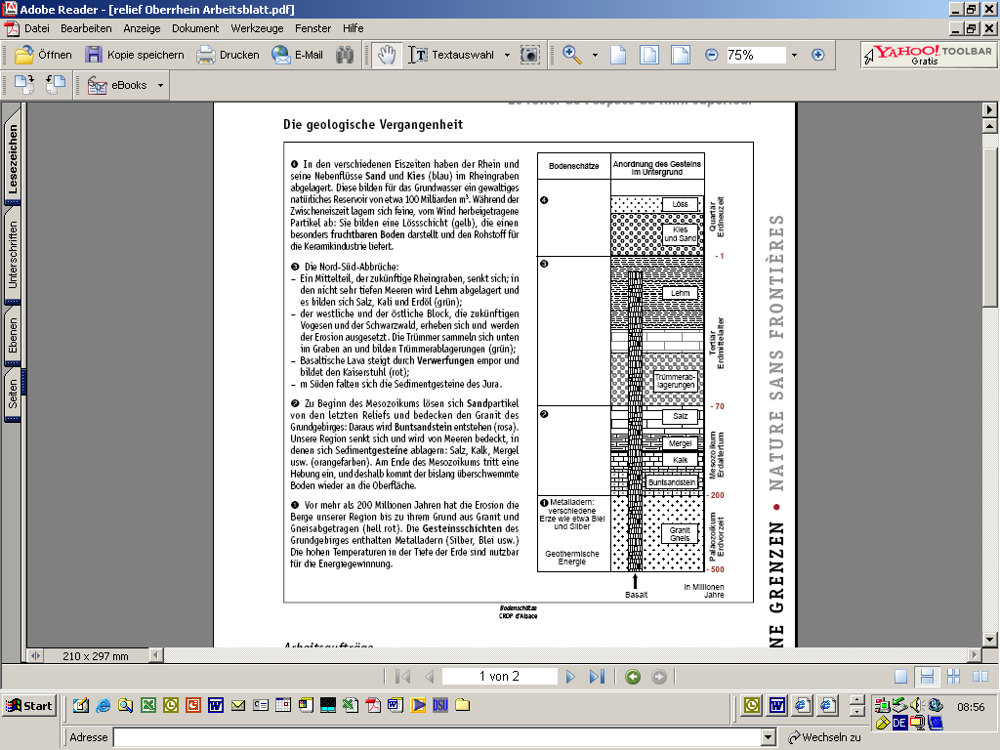 Adobe Reader - [relief Oberrhein Arbeitsblatt.pdf]
Datei Bearbeiten Anzeige Dokument Werkzeuge Fenster Hilfe
Öffnen Kopie speichern Drucken E-Mail Textauswahl 75% YAHOO! TOOLBAR
Gratis
eBooks
Lesezeichen
Unterschriften
Ebenen
Seiten
Le relief de l'espace du Rhin supérieur
Die geologische Vergangenheit
❹ In den verschiedenen Eiszeiten haben der Rhein und
seine Nebenflüsse Sand und Kies (blau) im Rheingraben
abgelagert. Diese bilden für das Grundwasser ein gewaltiges
natürliches Reservoir von etwa 100 Milliarden m³. Während der
Zwischeneiszeit lagern sich feine, vom Wind herbeigetragene
Partikel ab: Sie bilden eine Lössschicht (gelb), die einen
besonders fruchtbaren Boden darstellt und den Rohstoff für
die Keramikindustrie liefert.
❸ Die Nord-Süd-Abbrüche:
– Ein Mittelteil, der zukünftige Rheingraben, senkt sich; in
den nicht sehr tiefen Meeren wird Lehm abgelagert und
es bilden sich Salz, Kali und Erdöl (grün);
– der westliche und der östliche Block, die zukünftigen
Vogesen und der Schwarzwald, erheben sich und werden
der Erosion ausgesetzt. Die Trümmer sammeln sich unten
im Graben an und bilden Trümmerablagerungen (grün);
– Basaltische Lava steigt durch Verwerfungen empor und
bildet den Kaiserstuhl (rot);
– m Süden falten sich die Sedimentgesteine des Jura.
❷ Zu Beginn des Mesozoikums lösen sich Sandpartikel
von den letzten Reliefs und bedecken den Granit des
Grundgebirges: Daraus wird Buntsandstein entstehen (rosa).
Unsere Region senkt sich und wird von Meeren bedeckt, in
denen sich Sedimentgesteine ablagern: Salz, Kalk, Mergel
usw. (orangefarben). Am Ende des Mesozoikums tritt eine
Hebung ein, und deshalb kommt der bislang überschwemmte
Boden wieder an die Oberfläche.
❶ Vor mehr als 200 Millionen Jahren hat die Erosion die
Berge unserer Region bis zu ihrem Grund aus Granit und
Gneisabgetragen (hell rot). Die Gesteinsschichten des
Grundgebirges enthalten Metalladern (Silber, Blei usw.)
Die hohen Temperaturen in der Tiefe der Erde sind nutzbar
für die Energiegewinnung.
Bodenschätze
Anordnung des Gesteins
im Untergrund
❹
Löss
Kies
und Sand
Quartär
Erdneuzeit
- 1
❸
Lehm
Trümmerab-
lagerungen
Tertiär
Erdmittelalter
- 70
❷
Salz
Mergel
Kalk
Buntsandstein
Mesozoikum
Erdaltertum
- 200
❶ Metalladern:
verschiedene
Erze wie etwa Blei
und Silber
Geothermische
Energie
Granit
Gneis
Paläozoikum
Erdvorzeit
- 500
Basalt
in Millionen
Jahre
Bodenschätze
CRDP d'Alsace
NE GRENZEN • NATURE SANS FRONTIÈRES
Arbeitsaufträge
210 x 297 mm
1 von 2
Start
DSU
DE
08:56
Adresse
Wechseln zu